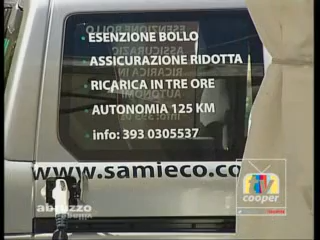 • ESENZIONE BOLLO
• ASSICURAZIONE RIDOTTA
• RICARICA IN TRE ORE
• AUTONOMIA 125 KM
• info: 393 0305537
www.samieco.co
abruzzo
TV
cooper